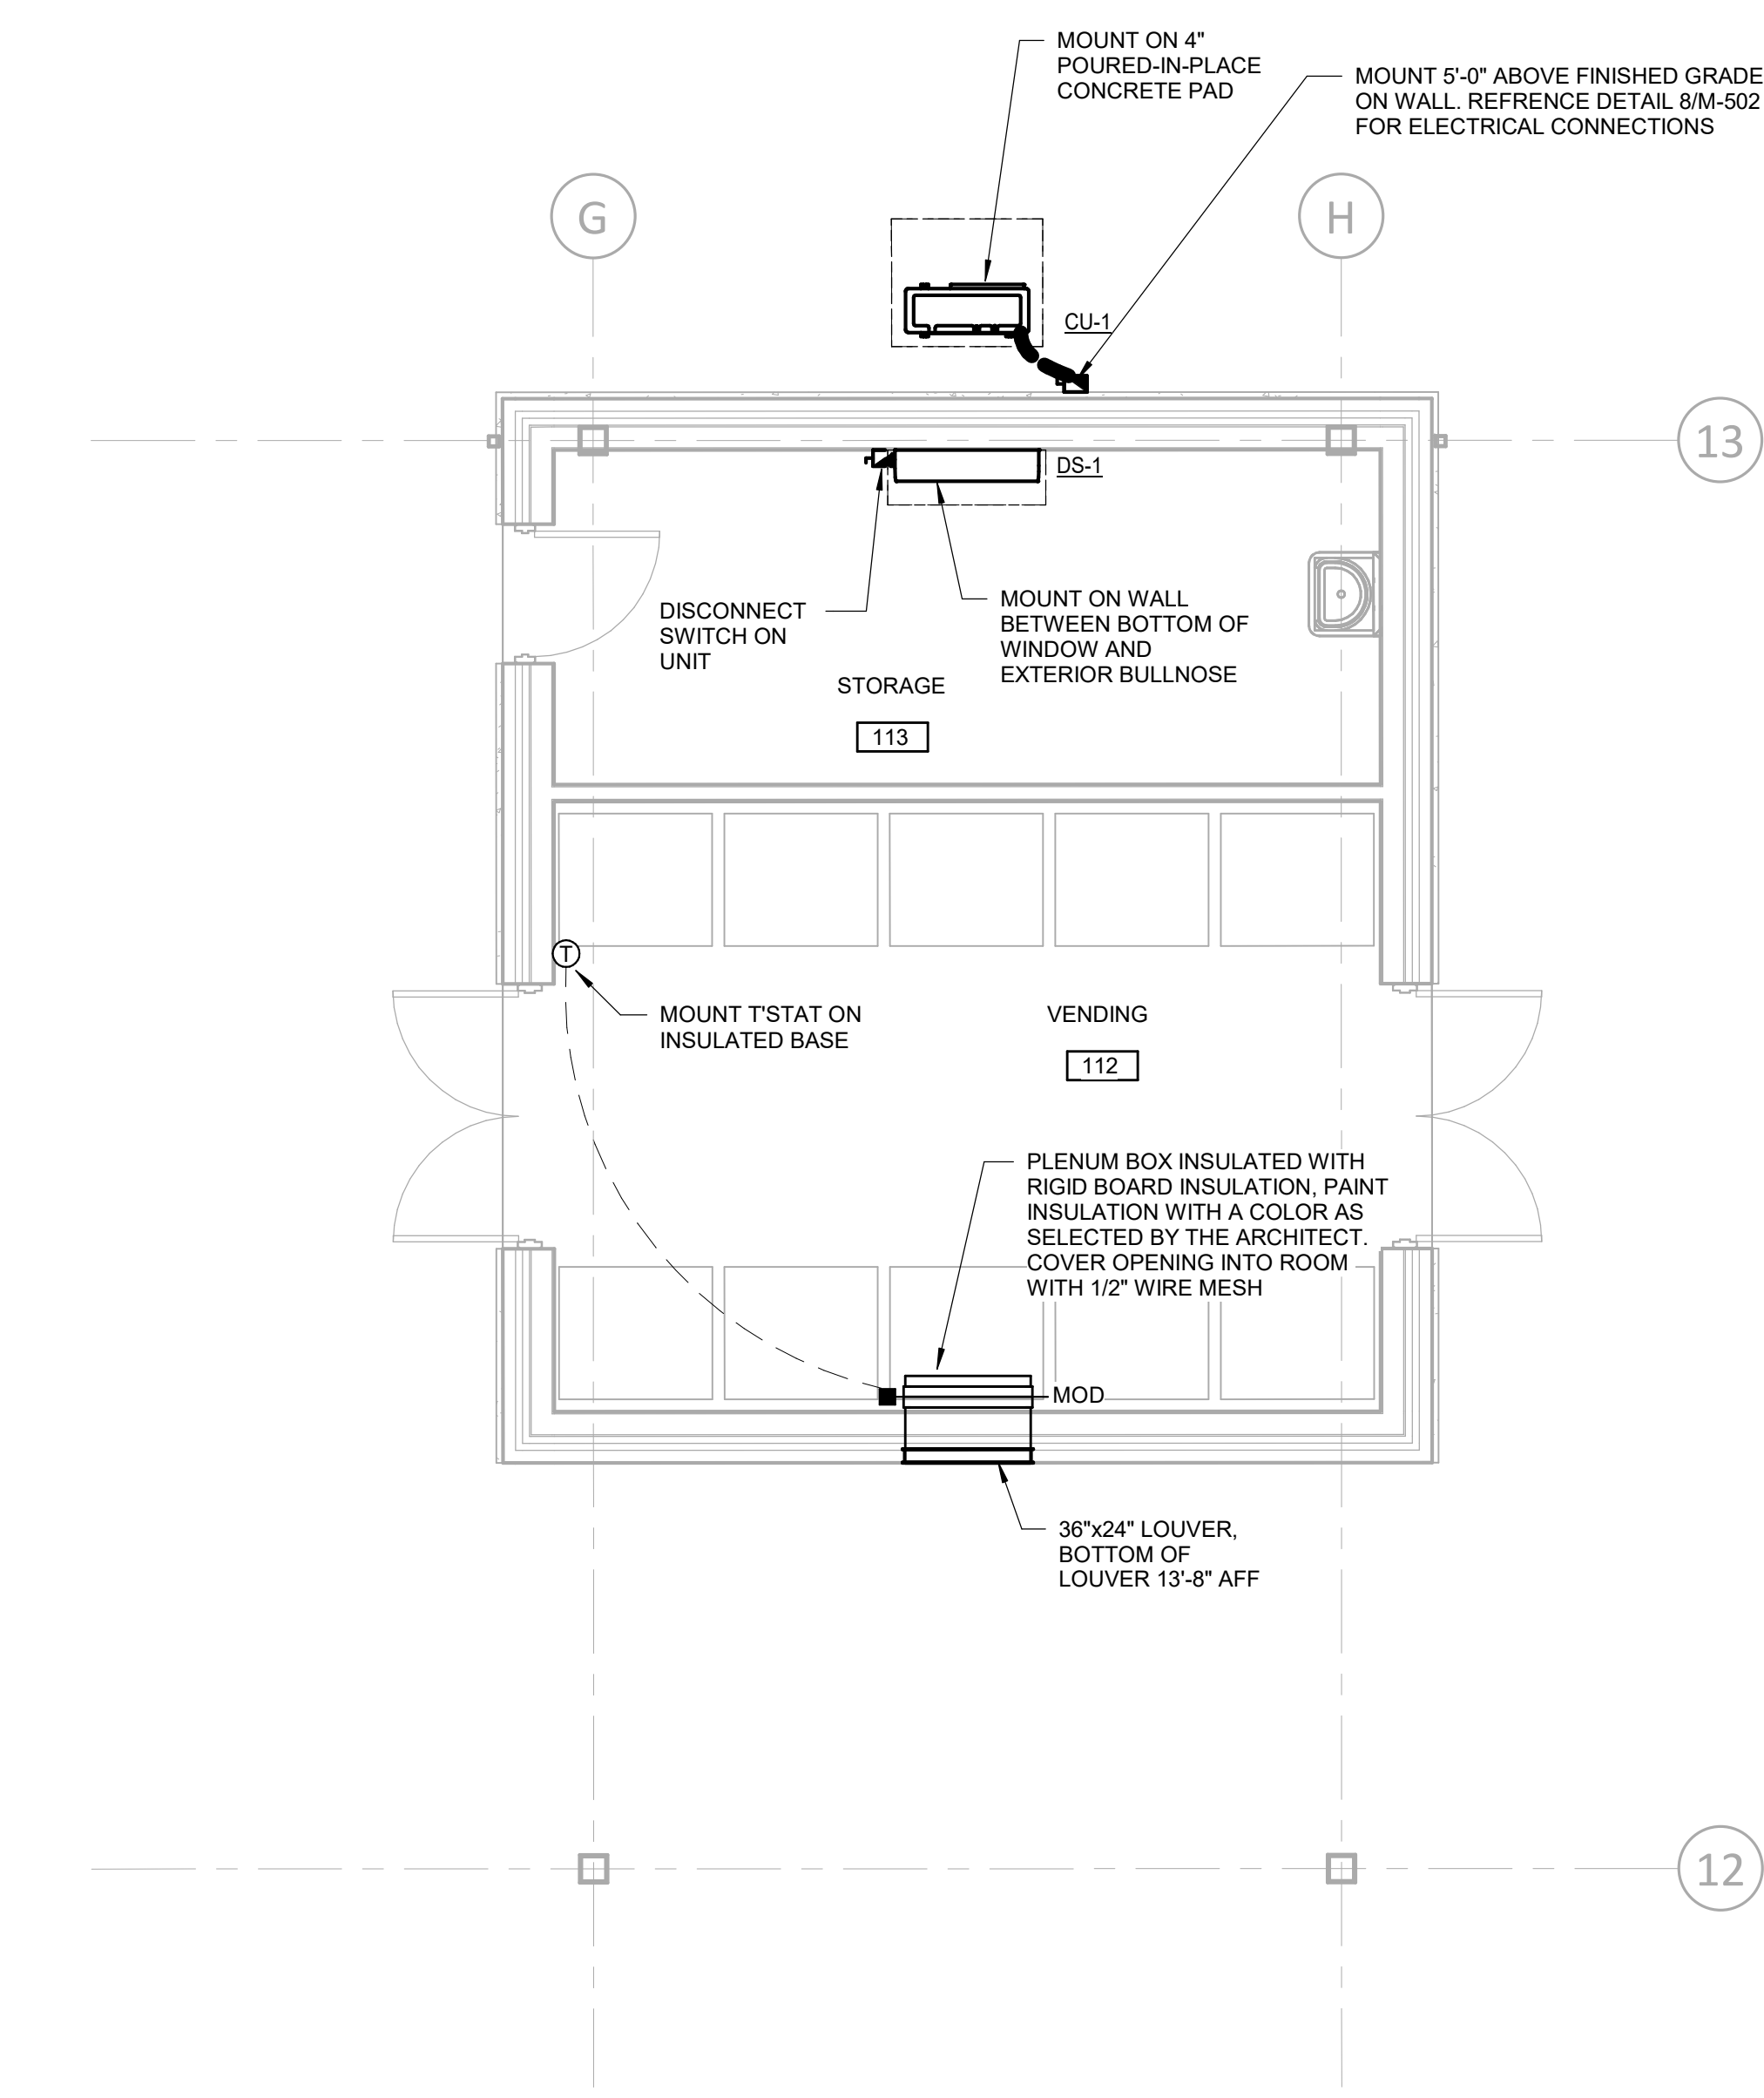 MOUNT ON 4"
POURED-IN-PLACE
CONCRETE PAD
MOUNT 5'-0" ABOVE FINISHED GRADE
ON WALL. REFRENCE DETAIL 8/M-502
FOR ELECTRICAL CONNECTIONS
G
H
CU-1
13
DS-1
DISCONNECT
SWITCH ON
UNIT
MOUNT ON WALL
BETWEEN BOTTOM OF
WINDOW AND
EXTERIOR BULLNOSE
STORAGE
113
T
MOUNT T'STAT ON
INSULATED BASE
VENDING
112
PLENUM BOX INSULATED WITH
RIGID BOARD INSULATION, PAINT
INSULATION WITH A COLOR AS
SELECTED BY THE ARCHITECT.
COVER OPENING INTO ROOM
WITH 1/2" WIRE MESH
MOD
36"x24" LOUVER,
BOTTOM OF
LOUVER 13'-8" AFF
12